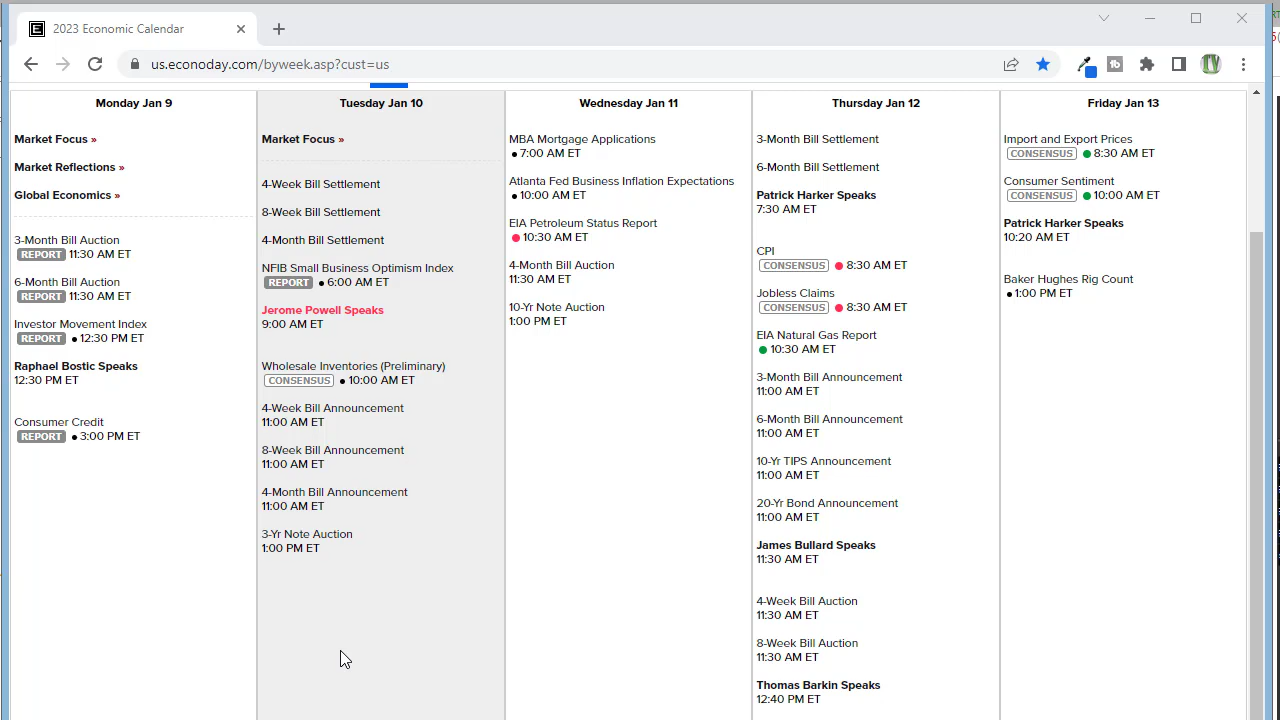 2023 Economic Calendar
us.econoday.com/byweek.asp?cust=us
Monday Jan 9
Market Focus »
Market Reflections »
Global Economics »
3-Month Bill Auction
REPORT 11:30 AM ET
6-Month Bill Auction
REPORT 11:30 AM ET
Investor Movement Index
REPORT 12:30 PM ET
Raphael Bostic Speaks
12:30 PM ET
Consumer Credit
REPORT 3:00 PM ET
Tuesday Jan 10
Market Focus »
4-Week Bill Settlement
8-Week Bill Settlement
4-Month Bill Settlement
NFIB Small Business Optimism Index
REPORT 6:00 AM ET
Jerome Powell Speaks
9:00 AM ET
Wholesale Inventories (Preliminary)
CONSENSUS 10:00 AM ET
4-Week Bill Announcement
11:00 AM ET
8-Week Bill Announcement
11:00 AM ET
4-Month Bill Announcement
11:00 AM ET
3-Yr Note Auction
1:00 PM ET
Wednesday Jan 11
MBA Mortgage Applications
7:00 AM ET
Atlanta Fed Business Inflation Expectations
10:00 AM ET
EIA Petroleum Status Report
10:30 AM ET
4-Month Bill Auction
11:30 AM ET
10-Yr Note Auction
1:00 PM ET
Thursday Jan 12
3-Month Bill Settlement
6-Month Bill Settlement
Patrick Harker Speaks
7:30 AM ET
CPI
CONSENSUS 8:30 AM ET
Jobless Claims
CONSENSUS 8:30 AM ET
EIA Natural Gas Report
10:30 AM ET
3-Month Bill Announcement
11:00 AM ET
6-Month Bill Announcement
11:00 AM ET
10-Yr TIPS Announcement
11:00 AM ET
20-Yr Bond Announcement
11:00 AM ET
James Bullard Speaks
11:30 AM ET
4-Week Bill Auction
11:30 AM ET
8-Week Bill Auction
11:30 AM ET
Thomas Barkin Speaks
12:40 PM ET
Friday Jan 13
Import and Export Prices
CONSENSUS 8:30 AM ET
Consumer Sentiment
CONSENSUS 10:00 AM ET
Patrick Harker Speaks
10:20 AM ET
Baker Hughes Rig Count
1:00 PM ET